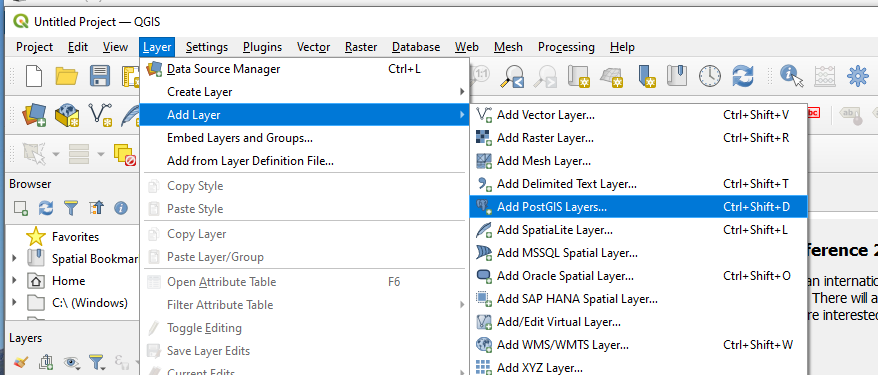 Untitled Project — QGIS
Project Edit View Layer Settings Plugins Vector Raster Database Web Mesh Processing Help
1:1
Data Source Manager Ctrl+L
Create Layer
Add Layer
Embed Layers and Groups...
Add from Layer Definition File...
Copy Style
Paste Style
Copy Layer
Paste Layer/Group
Open Attribute Table F6
Filter Attribute Table
Toggle Editing
Save Layer Edits
Current Edits
Add Vector Layer... Ctrl+Shift+V
Add Raster Layer... Ctrl+Shift+R
Add Mesh Layer...
Add Delimited Text Layer... Ctrl+Shift+T
Add PostGIS Layers... Ctrl+Shift+D
Add SpatiaLite Layer... Ctrl+Shift+L
Add MSSQL Spatial Layer...
Add Oracle Spatial Layer... Ctrl+Shift+O
Add SAP HANA Spatial Layer...
Add/Edit Virtual Layer...
Add WMS/WMTS Layer... Ctrl+Shift+W
Add XYZ Layer...
abc
ab
Browser
Favorites
Spatial Bookmar
Home
C:\ (Windows)
Layers
ference 2
an internatio
There will a
re interested